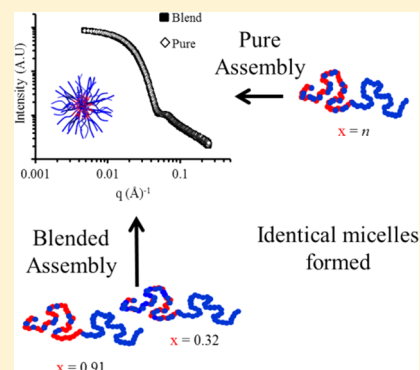 Blend
Pure
Intensity (A.U)
0.001
0.01
0.1
q (Å)-1
Pure
Assembly
x = n
Blended
Assembly
Identical micelles
formed
x = 0.32
x = 0.91